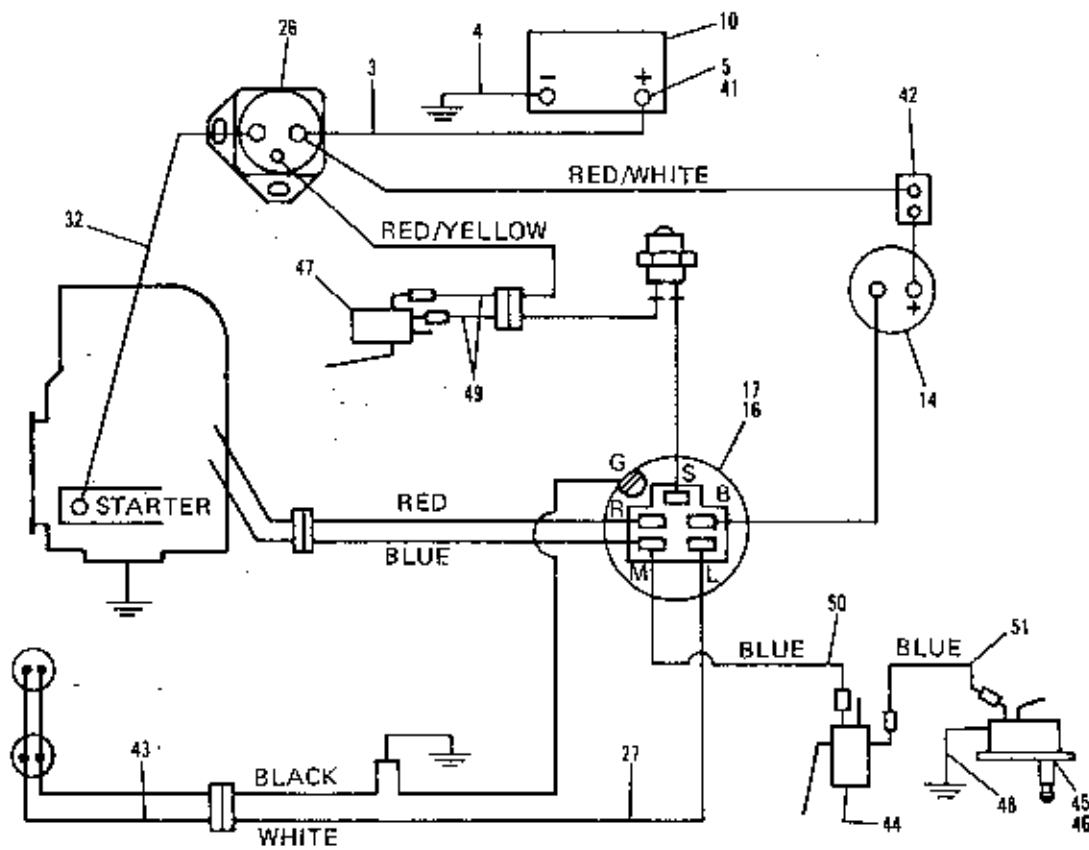 10
26
4
3
− +
5
41
42
RED/WHITE
32
RED/YELLOW
47
49
14
17
16
G
S
R
B
STARTER
RED
BLUE
M
L
+
50
51
BLUE
BLUE
43
BLACK
27
WHITE
44
48
45
46